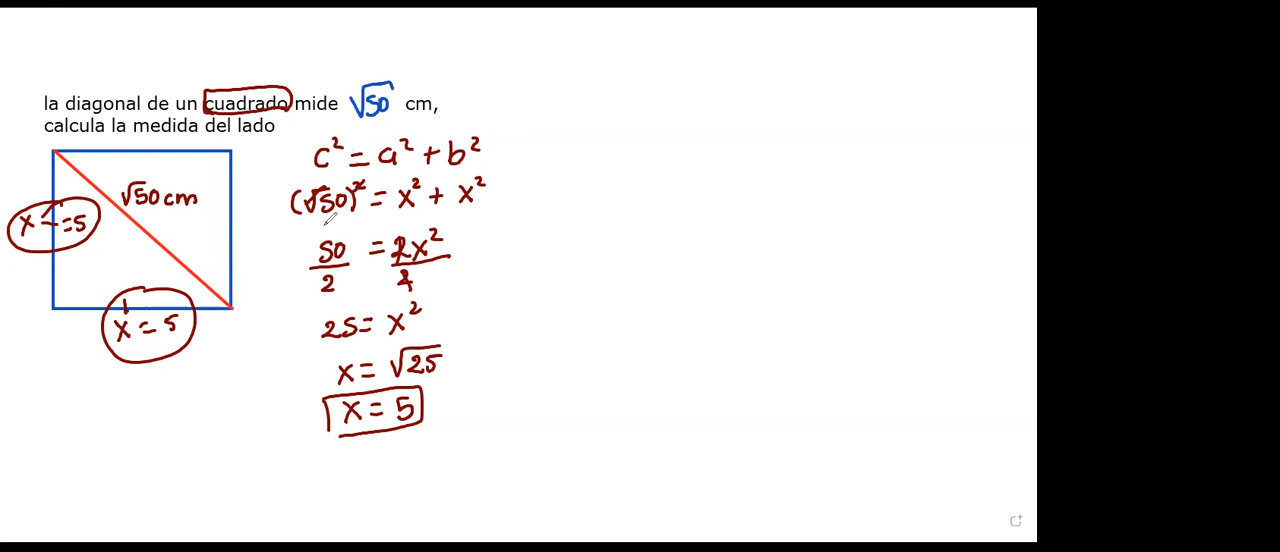 la diagonal de un cuadrado mide √50 cm,
calcula la medida del lado
√50 cm
x = 5
x = 5
c² = a² + b²
(√50)² = x² + x²
50/2 = 2x²/2
25 = x²
x = √25
x = 5